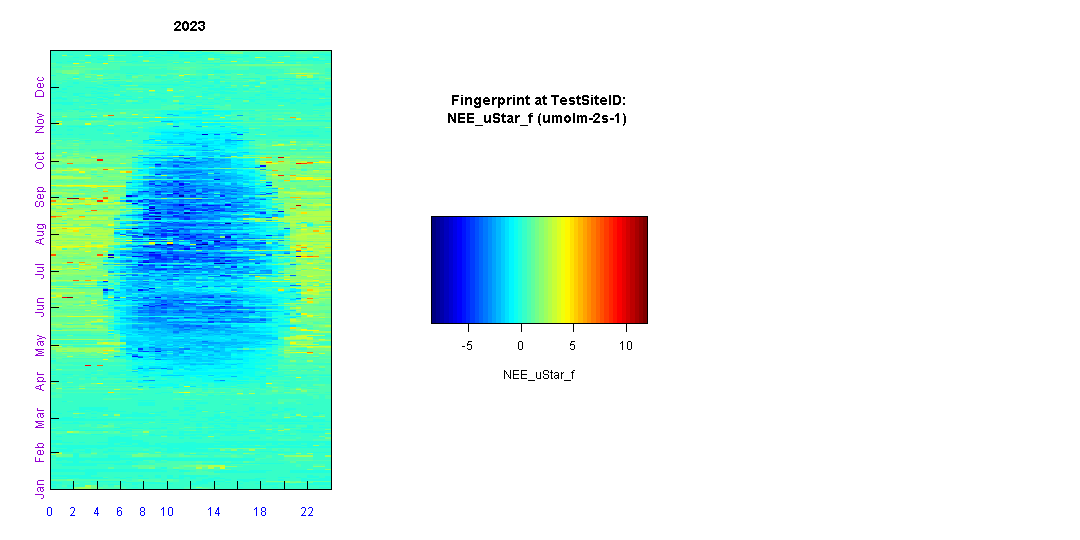 2023
Dec
Nov
Oct
Sep
Aug
Jul
Jun
May
Apr
Mar
Feb
Jan
0 2 4 6 8 10 14 18 22
Fingerprint at TestSiteID:
NEE_uStar_f (umolm-2s-1)
-5 0 5 10
NEE_uStar_f